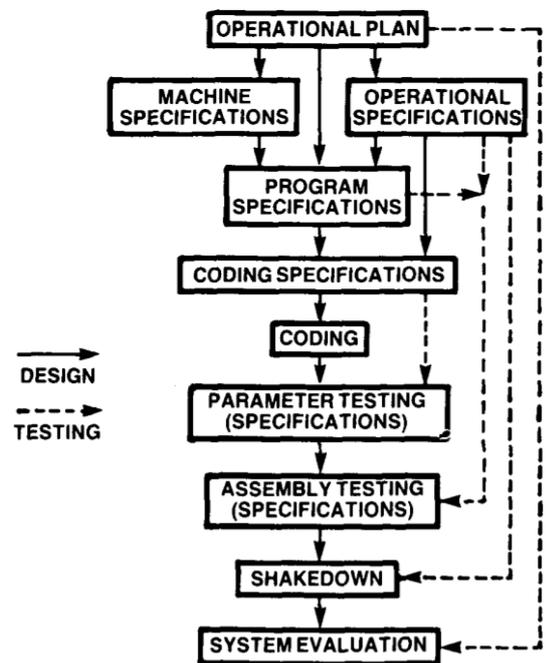 OPERATIONAL PLAN
MACHINE
SPECIFICATIONS
OPERATIONAL
SPECIFICATIONS
PROGRAM
SPECIFICATIONS
CODING SPECIFICATIONS
CODING
DESIGN
TESTING
PARAMETER TESTING
(SPECIFICATIONS)
ASSEMBLY TESTING
(SPECIFICATIONS)
SHAKEDOWN
SYSTEM EVALUATION